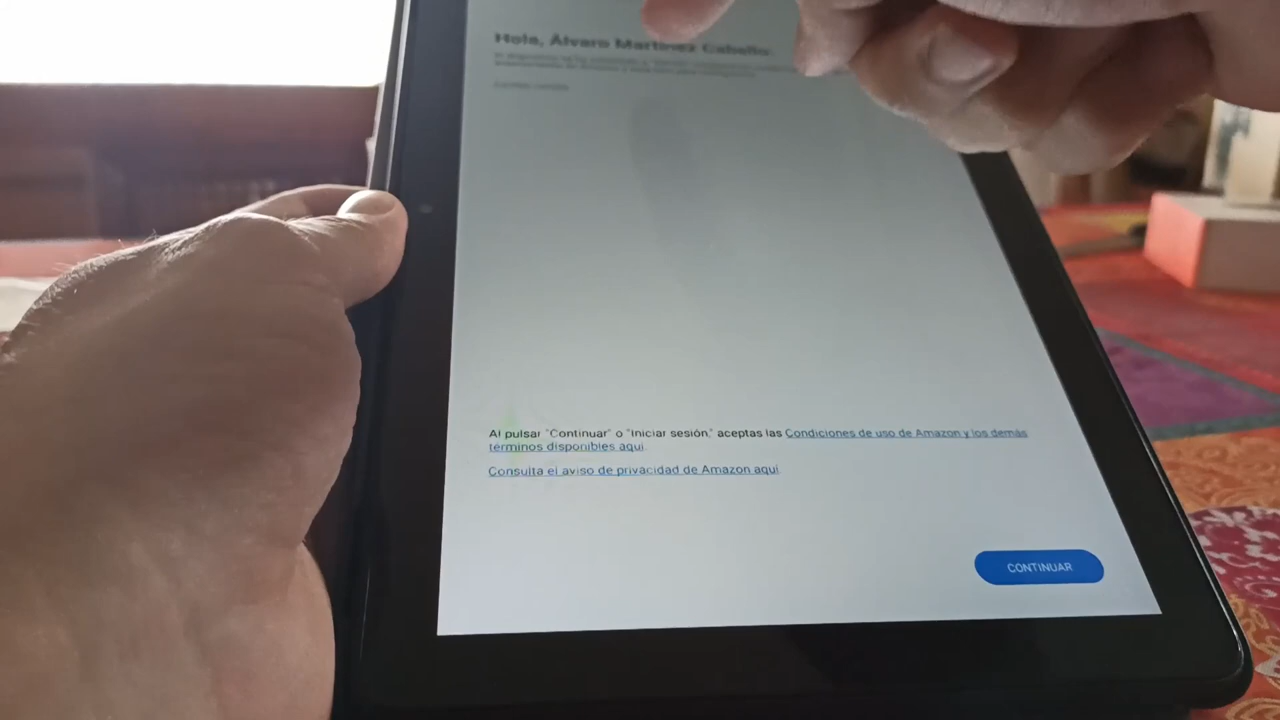 Hola, Álvaro Martínez Cabello:
Al pulsar "Continuar" o "Iniciar sesión," aceptas las Condiciones de uso de Amazon y los demás
términos disponibles aquí.
Consulta el aviso de privacidad de Amazon aquí.
CONTINUAR